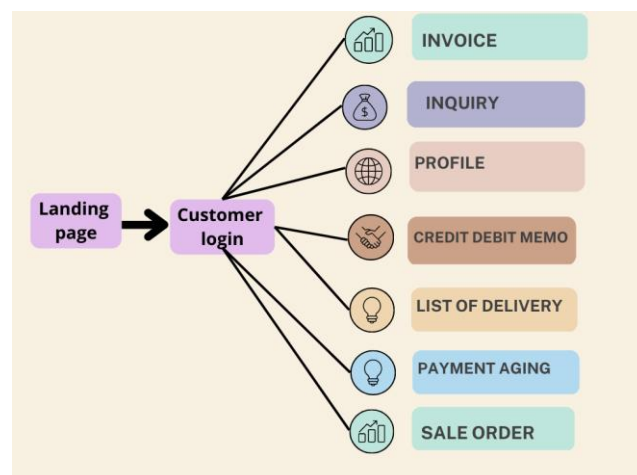 INVOICE
INQUIRY
PROFILE
Landing
page
Customer
login
CREDIT DEBIT MEMO
LIST OF DELIVERY
PAYMENT AGING
SALE ORDER
$